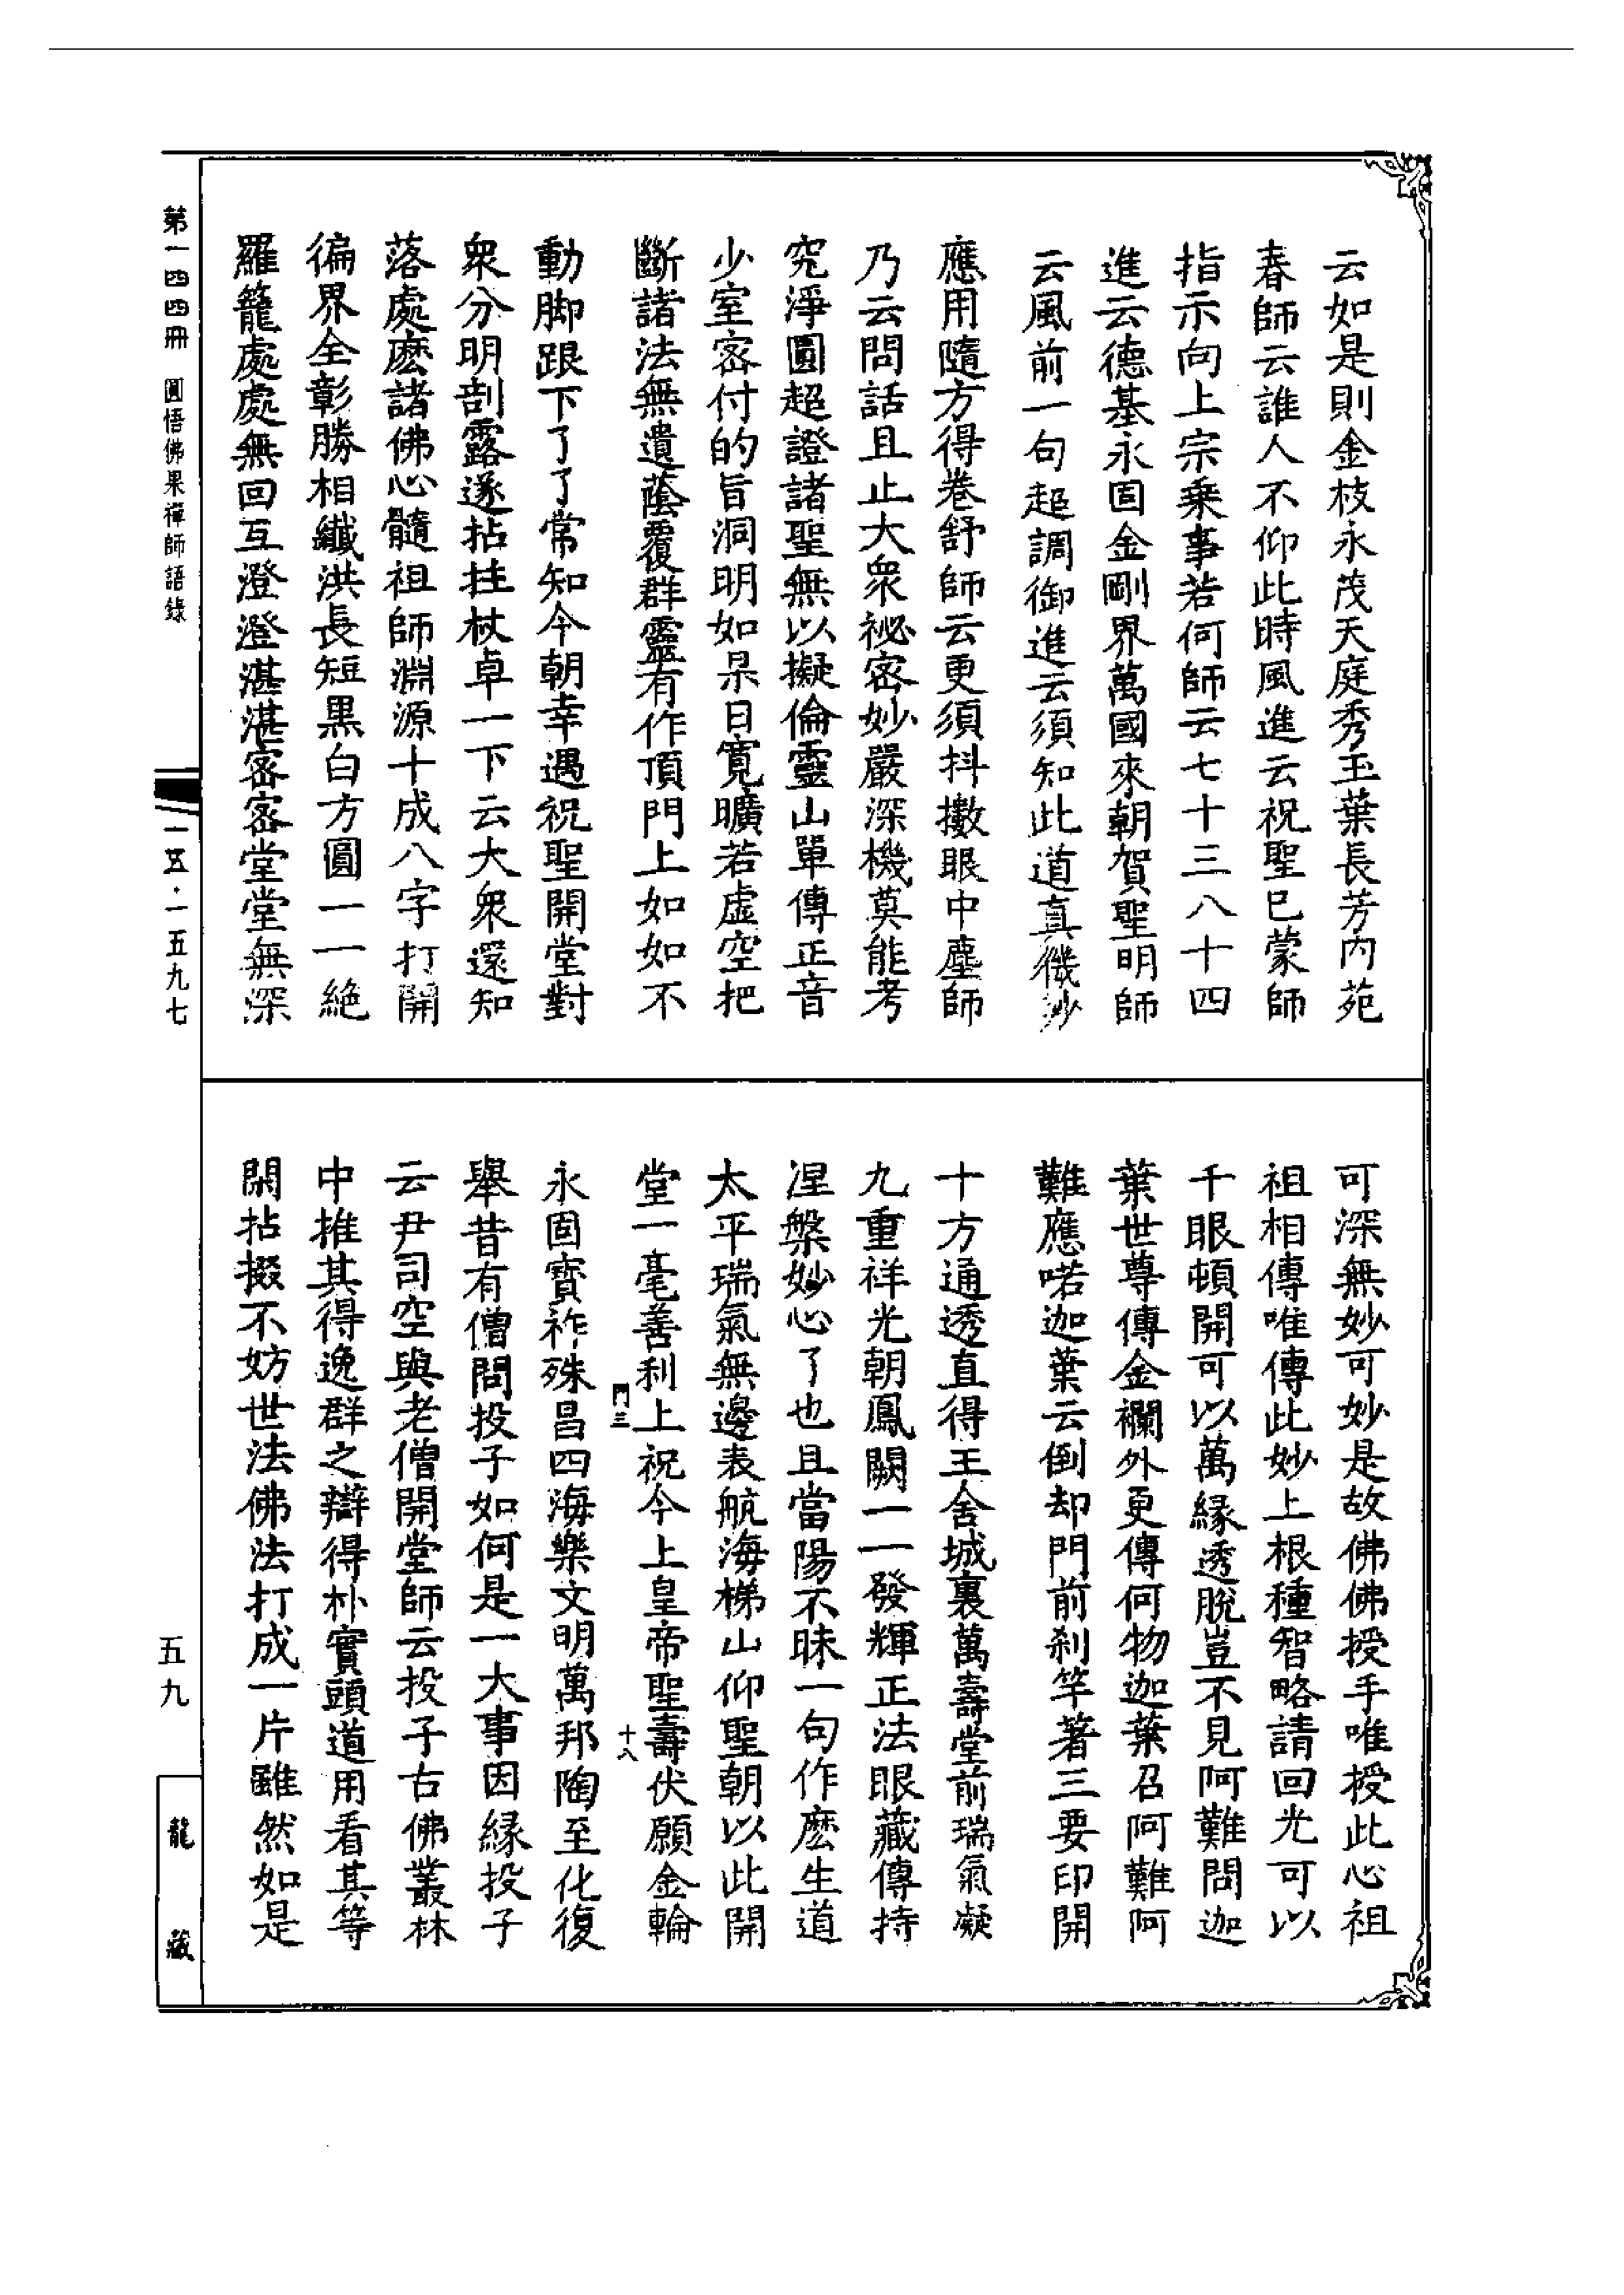 云如是則金枝永茂天庭秀玉葉長芳內苑
春師云誰人不仰此時風進云祝聖已蒙師
指示向上宗乗事若何師云七十三八十四
進云德基永固金剛界萬國來朝賀聖明師
云風前一句超調御進云須知此道真機妙
應用隨方得卷舒師云更須抖擻眼中塵師
乃云問話且止大衆祕密妙嚴深機莫能考
究淨圓超證諸聖無以擬倫靈山單傳正音
少室密付的旨洞明如杲日寬曠若虛空把
斷諸法無遺蔭覆群靈有作頂門上如如不
動脚跟下了了常知今朝幸遇祝聖開堂對
衆分明剖露遂拈拄杖卓一下云大衆還知
落處麽諸佛心髓祖師淵源十成八字打開
徧界全彰勝相纖洪長短黑白方圓一一絶
羅籠處處無回互澄澄湛湛密密堂堂無深
可深無妙可妙是故佛佛授手唯授此心祖
祖相傳唯傳此妙上根種智略請回光可以
千眼頓開可以萬縁透脫豈不見阿難問迦
葉世尊傳金襴外更傳何物迦葉召阿難阿
難應喏迦葉云倒却門前刹竿著三要印開
十方通透直得王舍城裏萬壽堂前瑞氣凝
九重祥光朝鳳闕一一發輝正法眼藏傳持
涅槃妙心了也且當陽不昧一句作麽生道
太平瑞氣無邊表航海梯山仰聖朝以此開
堂一毫善利上祝今上皇帝聖壽伏願金輪
門三
十八
永固寳祚殊昌四海樂文明萬邦陶至化復
舉昔有僧問投子如何是一大事因縁投子
云尹司空與老僧開堂師云投子古佛叢林
中推其得逸群之辯得朴實頭道用看其等
閑拈掇不妨世法佛法打成一片雖然如是
第一四四冊　圓悟佛果禪師語錄
一五·一五九七
五九
龍藏